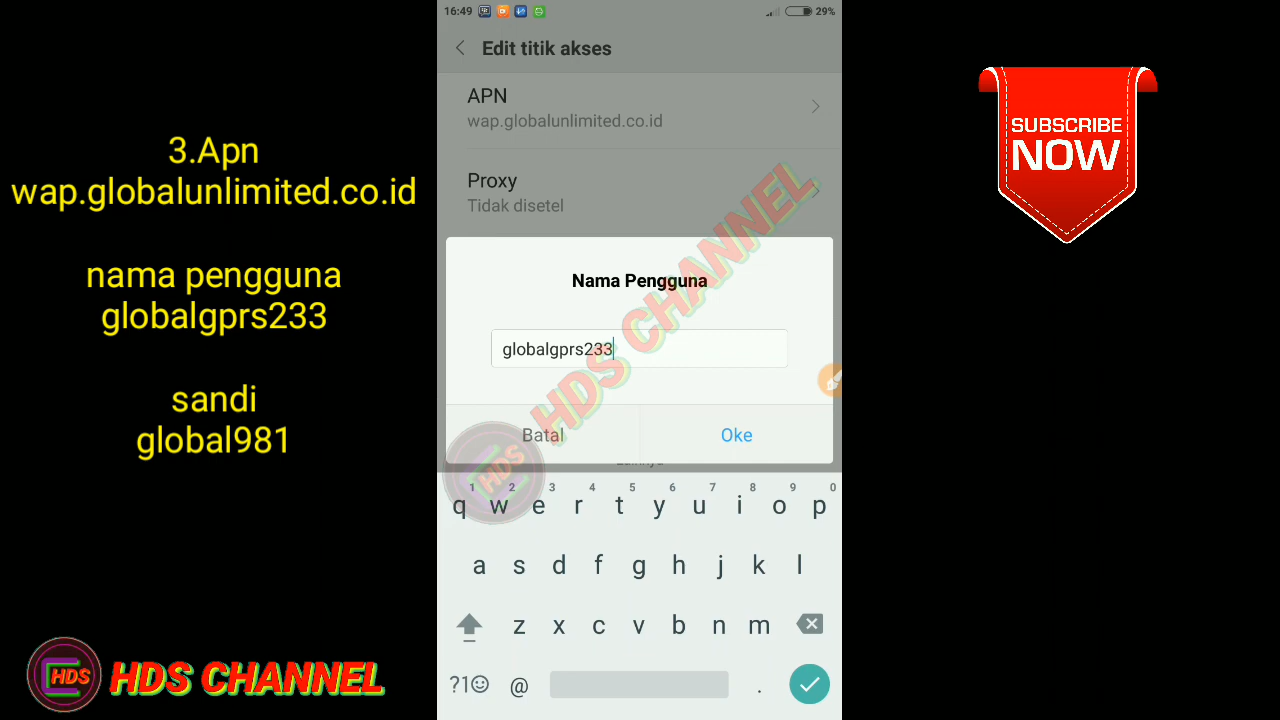 3.Apn
wap.globalunlimited.co.id
nama pengguna
globalgprs233
sandi
global981
HDS
HDS CHANNEL
16:49
29%
Edit titik akses
APN
wap.globalunlimited.co.id
Proxy
Tidak disetel
Nama Pengguna
globalgprs233
Batal
Oke
HDS CHANNEL
HDS
1 2 3 4 5 6 7 8 9 0
q w e r t y u i o p
a s d f g h j k l
z x c v b n m
?1 @ .
SUBSCRIBE
NOW